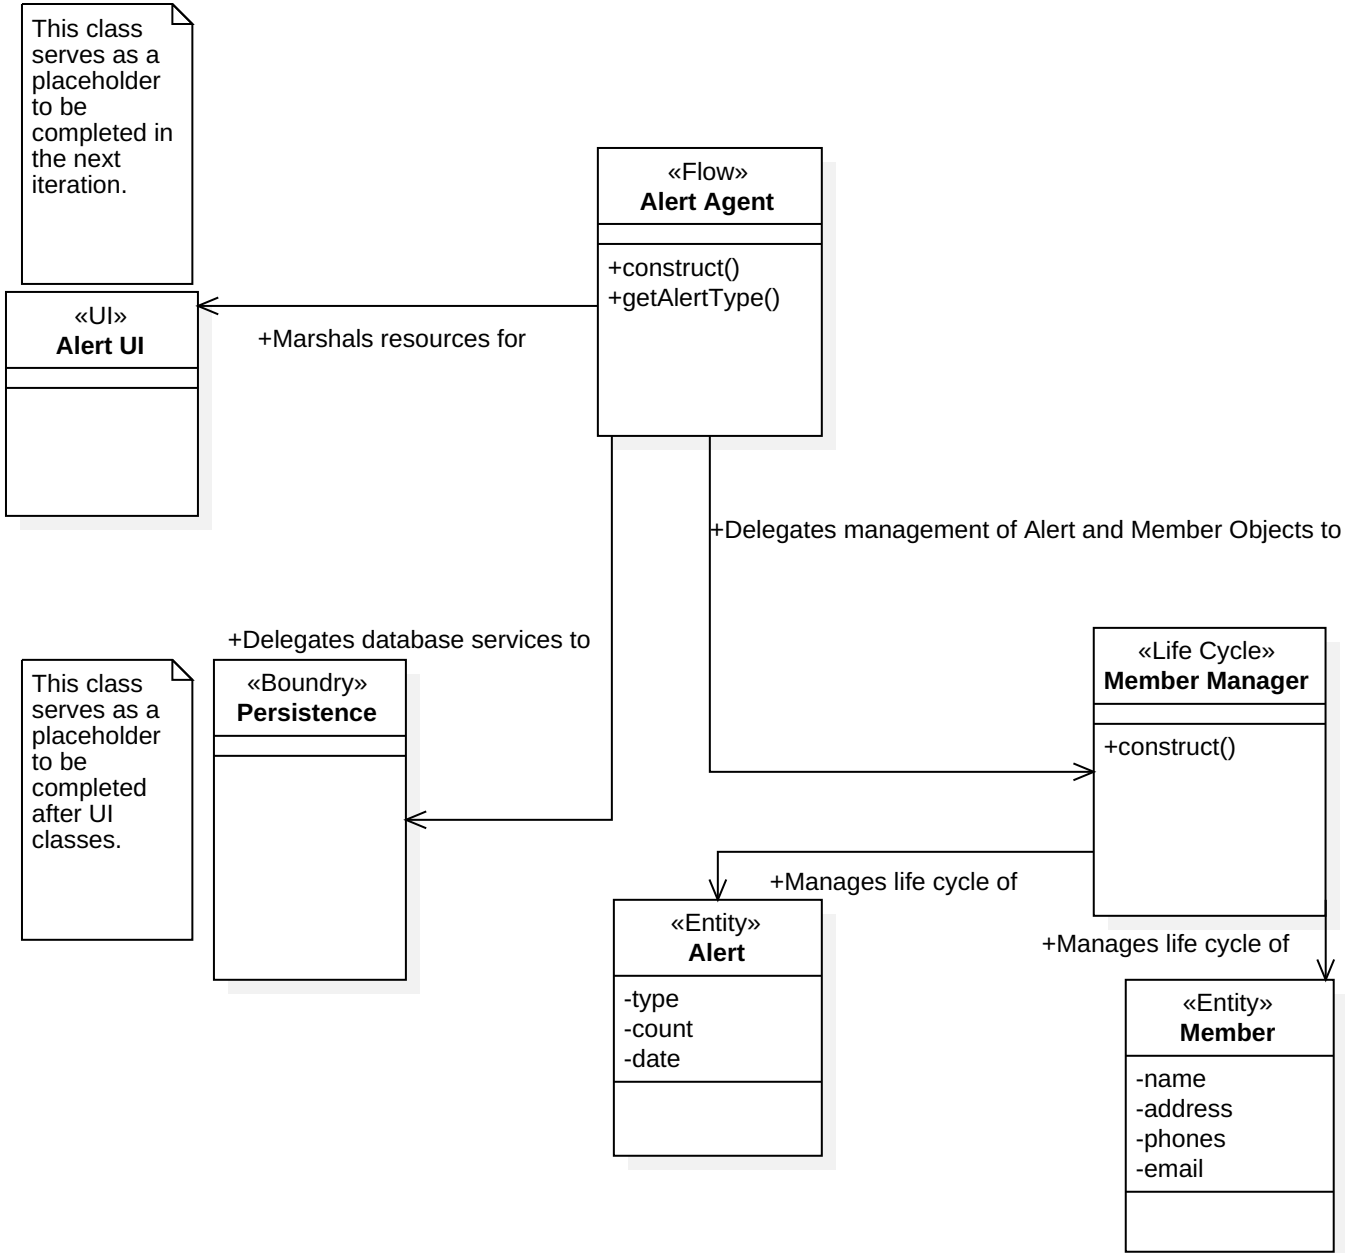 This class
serves as a
placeholder
to be
completed in
the next
iteration.
«Flow»
Alert Agent
+construct()
+getAlertType()
«UI»
Alert UI
+Marshals resources for
+Delegates management of Alert and Member Objects to
+Delegates database services to
This class
serves as a
placeholder
to be
completed
after UI
classes.
«Boundry»
Persistence
«Life Cycle»
Member Manager
+construct()
+Manages life cycle of
«Entity»
Alert
-type
-count
-date
+Manages life cycle of
«Entity»
Member
-name
-address
-phones
-email